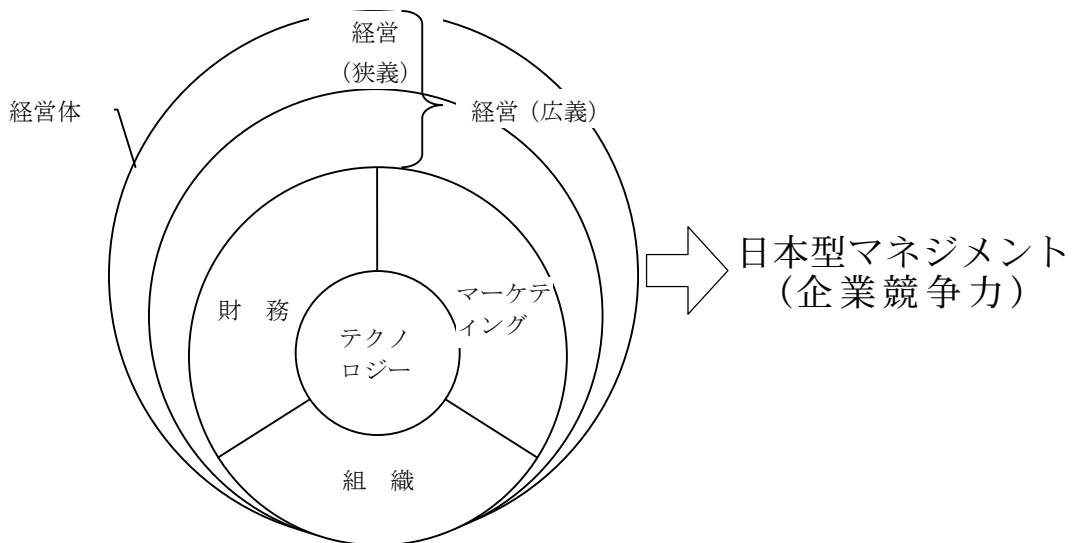 経営
（狭義）
経営体
経営（広義）
日本型マネジメント
（企業競争力）
財　務
マーケテ
ィング
テクノ
ロジー
組　織